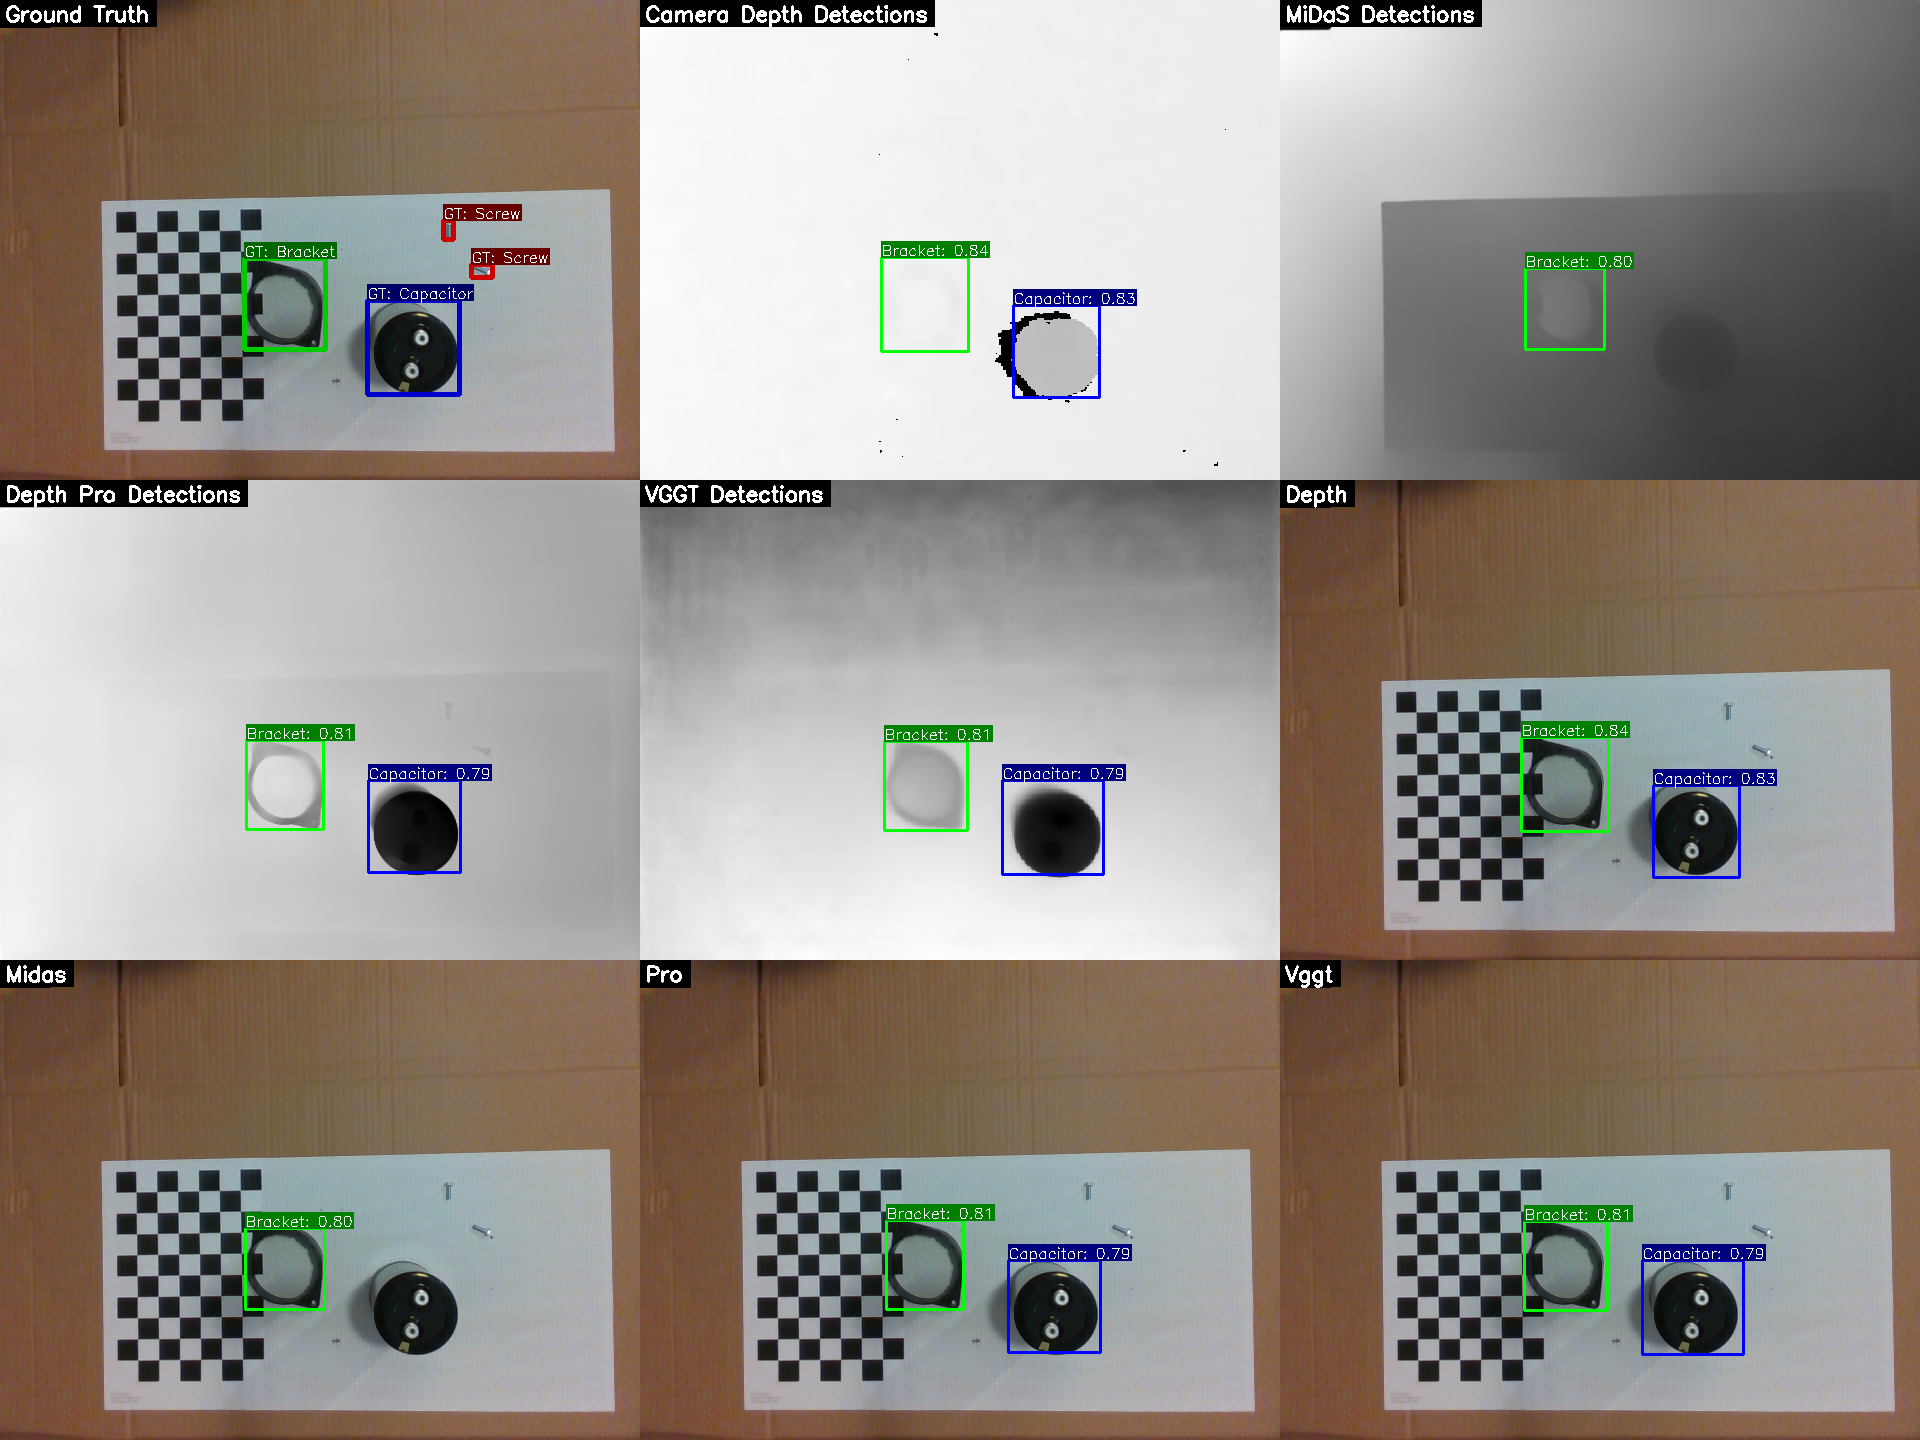 Ground Truth
Camera Depth Detections
MiDaS Detections
GT: Screw
GT: Screw
GT: Bracket
GT: Capacitor
Bracket: 0.84
Capacitor: 0.83
Bracket: 0.80
Depth Pro Detections
VGGT Detections
Depth
Bracket: 0.81
Capacitor: 0.79
Bracket: 0.81
Capacitor: 0.79
Bracket: 0.84
Capacitor: 0.83
Midas
Pro
Vggt
Bracket: 0.80
Bracket: 0.81
Capacitor: 0.79
Bracket: 0.81
Capacitor: 0.79